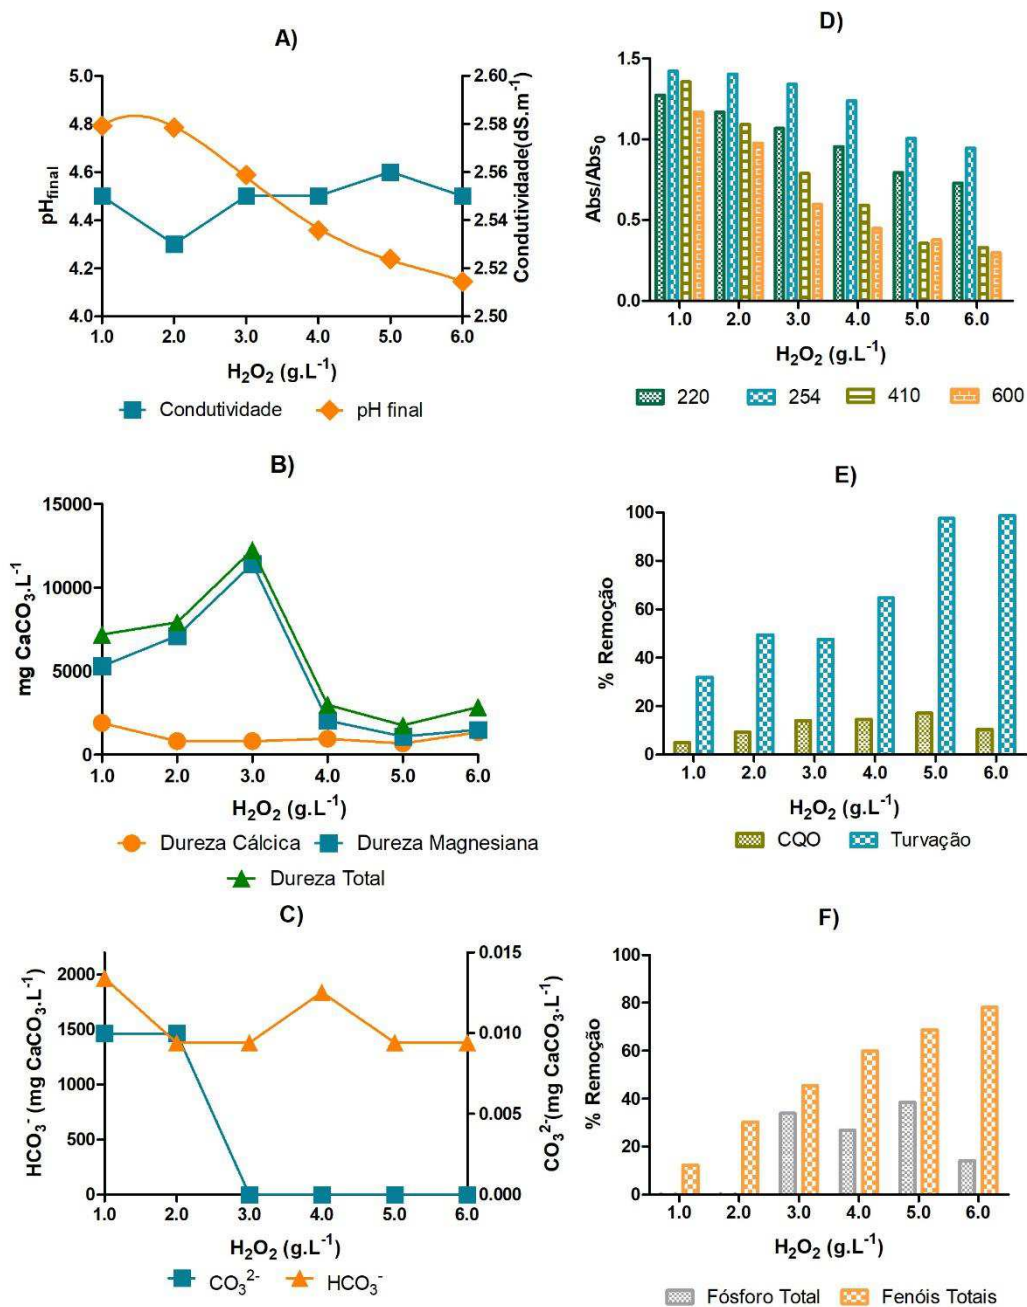 A)
5.0
4.8
4.6
4.4
4.2
4.0
2.60
2.58
2.56
2.54
2.52
2.50
pHfinal
Condutividade(dS.m-1)
1.0 2.0 3.0 4.0 5.0 6.0
H2O2 (g.L-1)
Condutividade pH final
B)
15000
10000
5000
0
mg CaCO3.L-1
1.0 2.0 3.0 4.0 5.0 6.0
H2O2 (g.L-1)
Dureza Cálcica Dureza Magnesiana
Dureza Total
C)
2000
1500
1000
500
0
0.015
0.010
0.005
0.000
HCO3- (mg CaCO3.L-1)
CO32-(mg CaCO3.L-1)
1.0 2.0 3.0 4.0 5.0 6.0
H2O2 (g.L-1)
CO32- HCO3-
D)
1.5
1.0
0.5
0.0
Abs/Abs0
1.0 2.0 3.0 4.0 5.0 6.0
H2O2 (g.L-1)
220 254 410 600
E)
100
80
60
40
20
0
% Remoção
1.0 2.0 3.0 4.0 5.0 6.0
H2O2 (g.L-1)
CQO Turvação
F)
100
80
60
40
20
0
% Remoção
1.0 2.0 3.0 4.0 5.0 6.0
H2O2 (g.L-1)
Fósforo Total Fenóis Totais